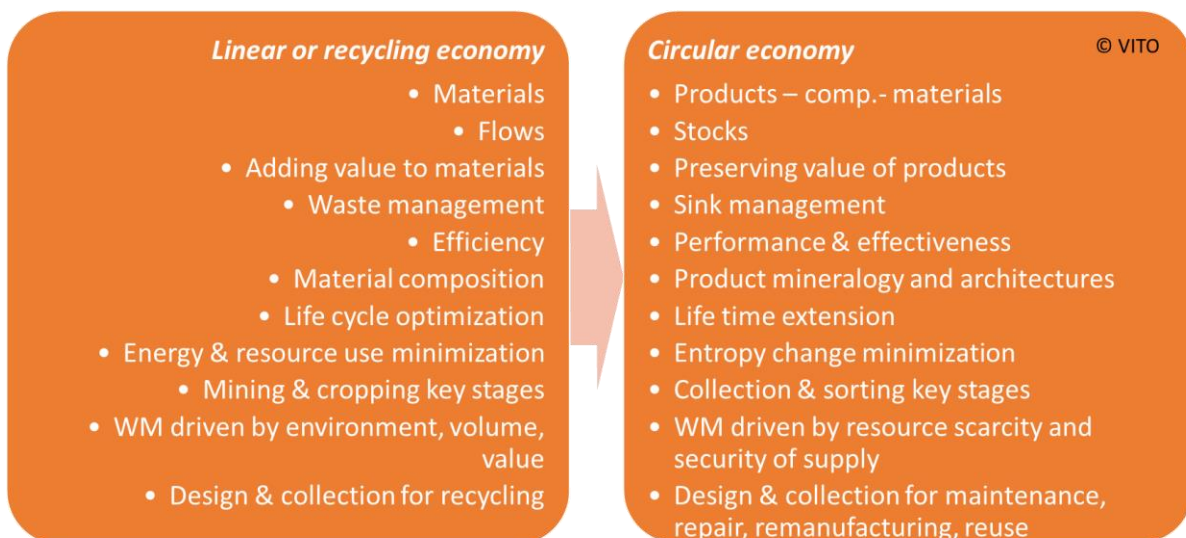 Linear or recycling economy
• Materials
• Flows
• Adding value to materials
• Waste management
• Efficiency
• Material composition
• Life cycle optimization
• Energy & resource use minimization
• Mining & cropping key stages
• WM driven by environment, volume,
value
• Design & collection for recycling
Circular economy
© VITO
• Products – comp.- materials
• Stocks
• Preserving value of products
• Sink management
• Performance & effectiveness
• Product mineralogy and architectures
• Life time extension
• Entropy change minimization
• Collection & sorting key stages
• WM driven by resource scarcity and
security of supply
• Design & collection for maintenance,
repair, remanufacturing, reuse